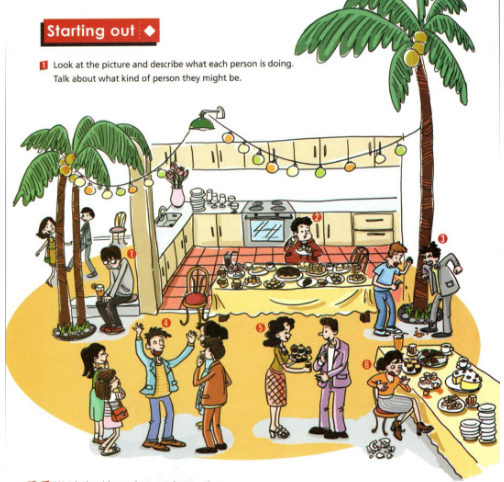 Starting out
1 Look at the picture and describe what each person is doing.
Talk about what kind of person they might be.
2
3
1
4
5
6